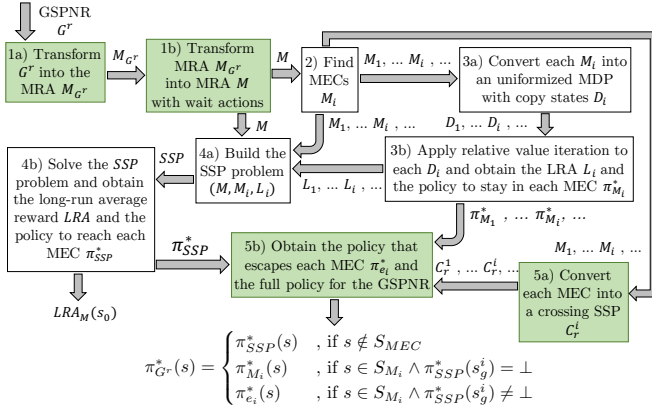 GSPNR
G^r
1a) Transform
G^r into the
MRA M_{G^r}
M_{G^r}
1b) Transform
MRA M_{G^r}
into MRA M
with wait actions
M
2) Find
MECs
M_i
M_1, ... M_i , ...
3a) Convert each M_i into
an uniformized MDP
with copy states D_i
M
M_1, ... M_i , ...
D_1, ... D_i , ...
4b) Solve the SSP
problem and obtain
the long-run average
reward LRA and the
policy to reach each
MEC π*_{SSP}
SSP
4a) Build the
SSP problem
(M, M_i, L_i)
L_1, ... L_i , ...
3b) Apply relative value iteration to
each D_i and obtain the LRA L_i and
the policy to stay in each MEC π*_{M_i}
π*_{M_1} , ... π*_{M_i}, ...
π*_{SSP}
5b) Obtain the policy that
escapes each MEC π*_{e_i} and
the full policy for the GSPNR
C_r^1 , ... C_r^i, ...
M_1, ... M_i , ...
5a) Convert
each MEC into
a crossing SSP
C_r^i
LRA_M(s_0)
π*_{G^r}(s) = { π*_{SSP}(s) , if s ∉ S_{MEC}
π*_{M_i}(s) , if s ∈ S_{M_i} ∧ π*_{SSP}(s_g^i) = ⊥
π*_{e_i}(s) , if s ∈ S_{M_i} ∧ π*_{SSP}(s_g^i) ≠ ⊥